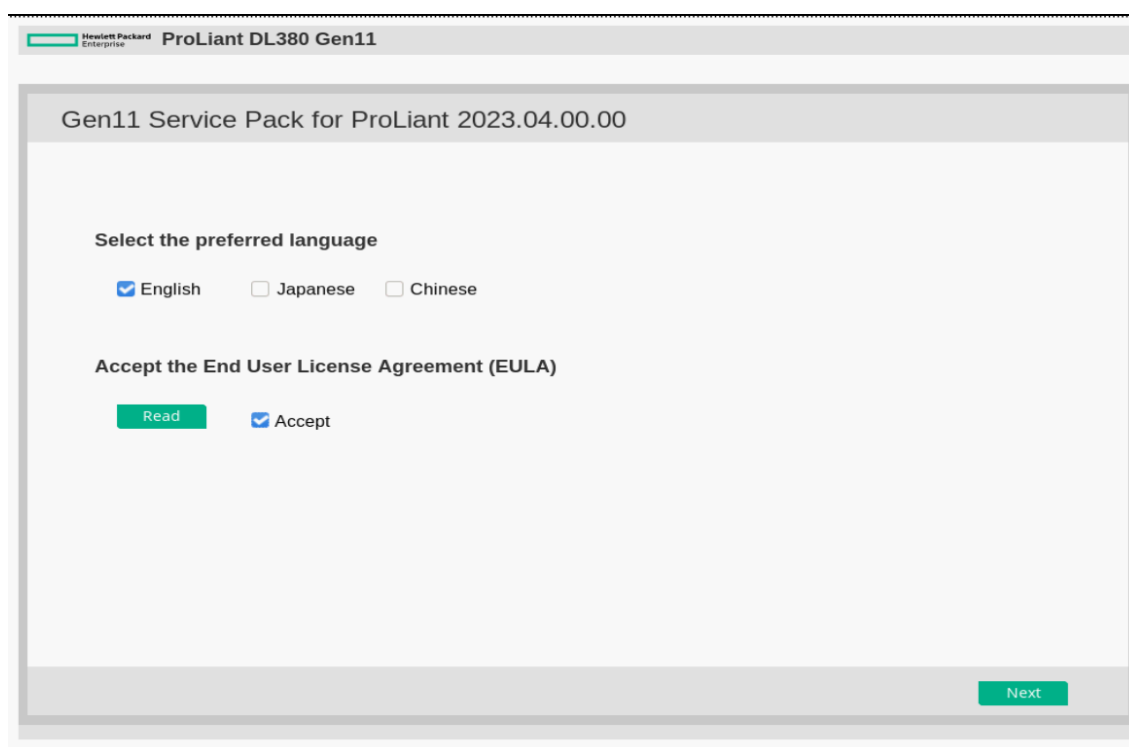 Hewlett Packard
Enterprise
ProLiant DL380 Gen11
Gen11 Service Pack for ProLiant 2023.04.00.00
Select the preferred language
English Japanese Chinese
Accept the End User License Agreement (EULA)
Read Accept
Next